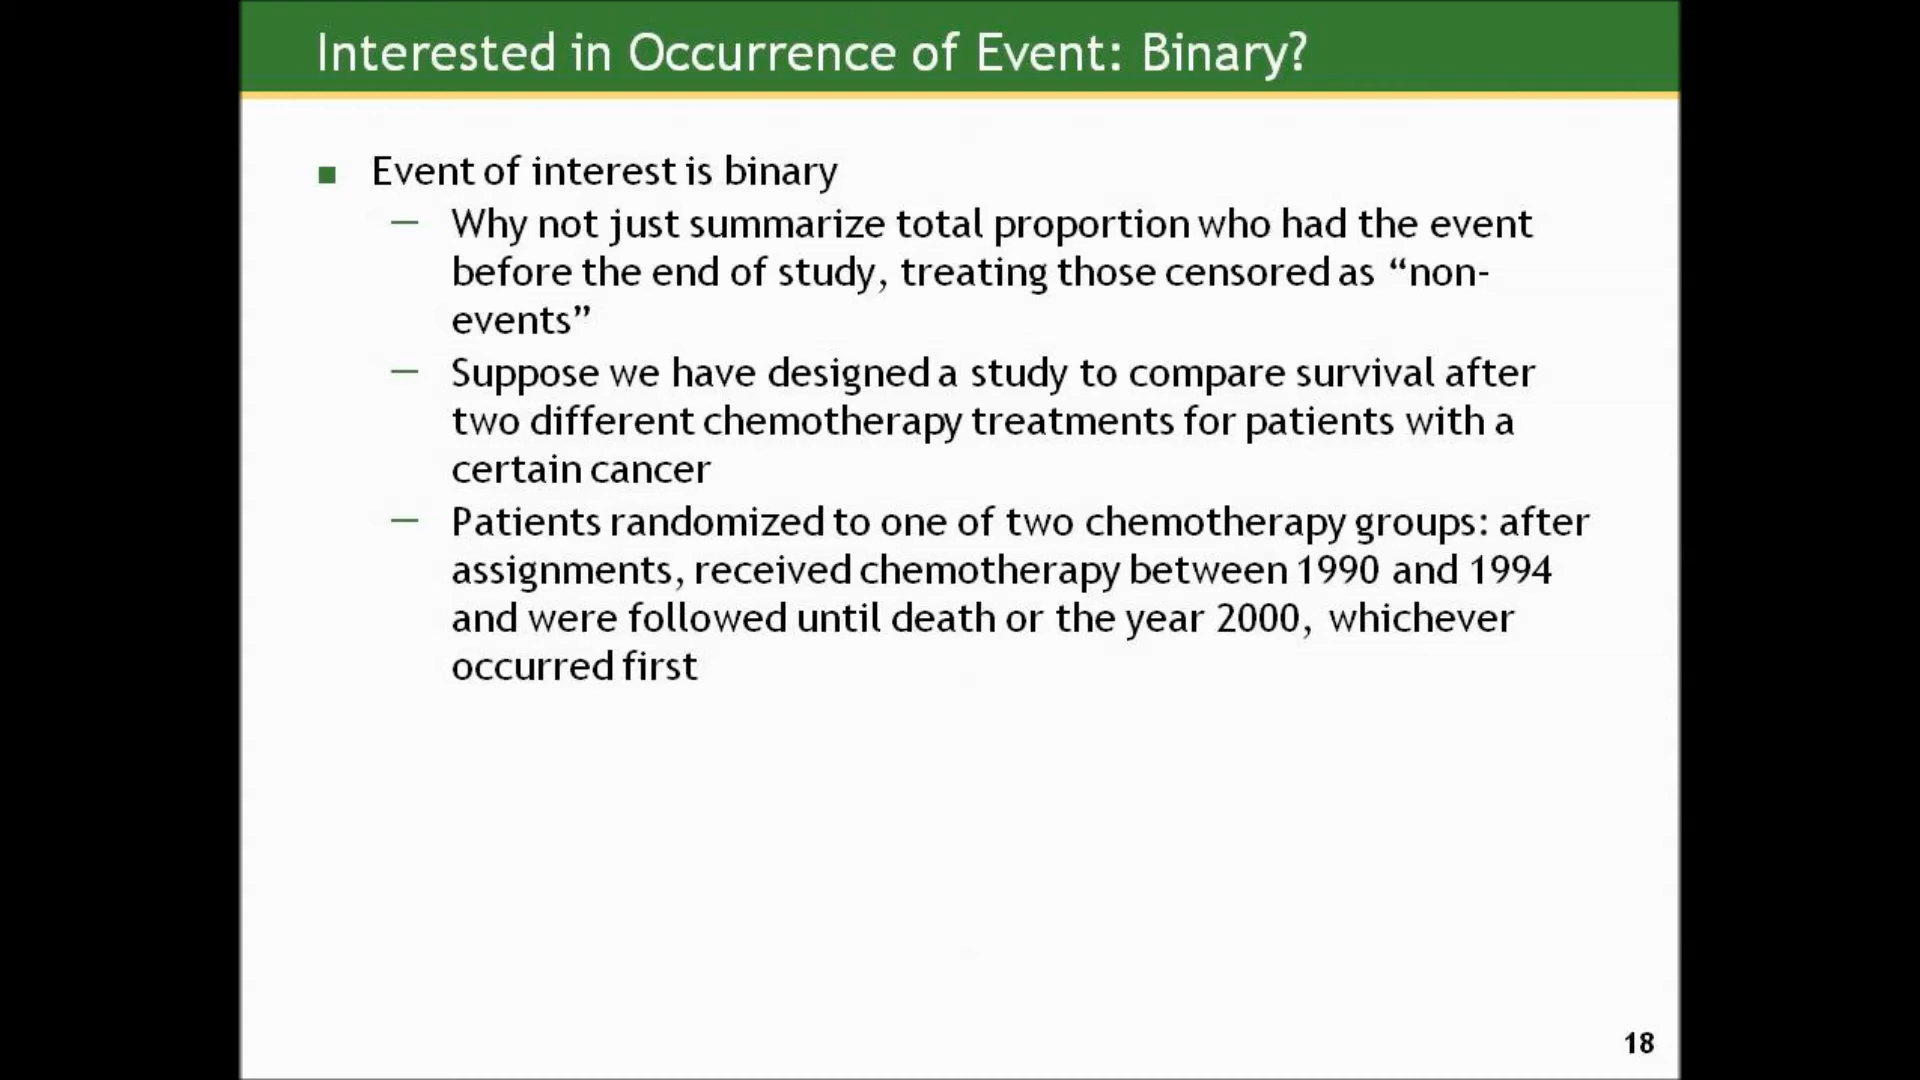 Interested in Occurrence of Event: Binary?
Event of interest is binary
Why not just summarize total proportion who had the event
before the end of study, treating those censored as “non-
events”
Suppose we have designed a study to compare survival after
two different chemotherapy treatments for patients with a
certain cancer
Patients randomized to one of two chemotherapy groups: after
assignments, received chemotherapy between 1990 and 1994
and were followed until death or the year 2000, whichever
occurred first
18